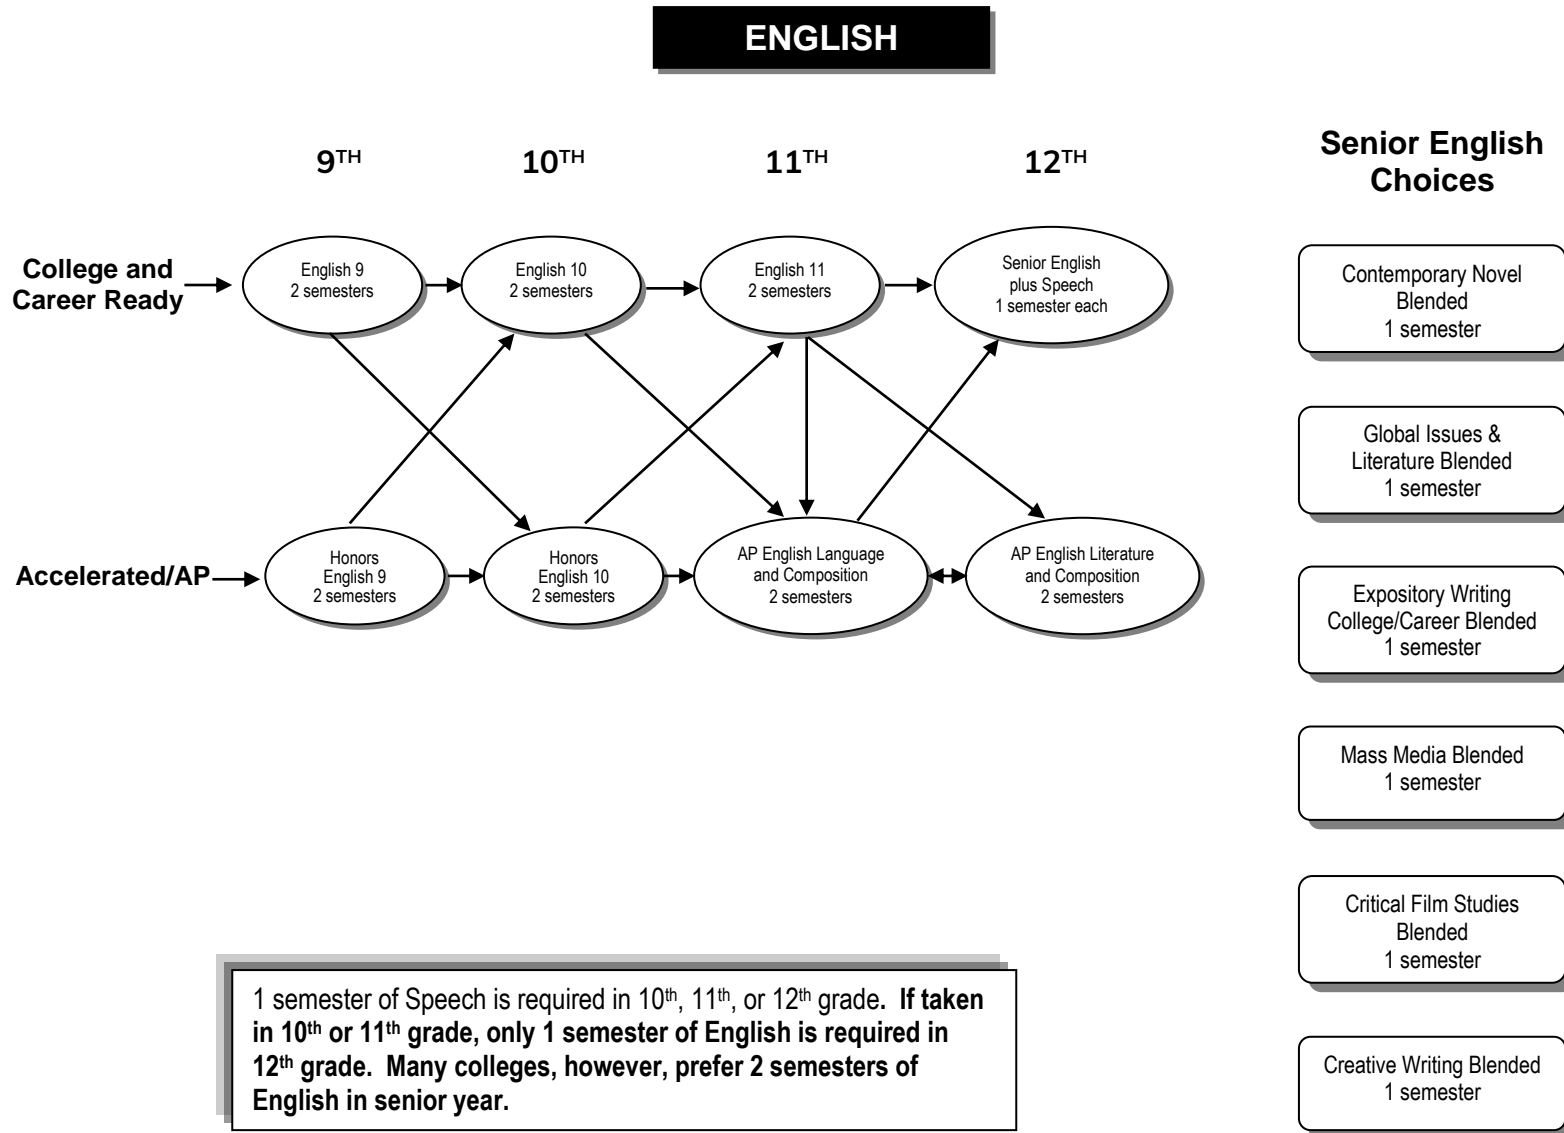 ENGLISH
9TH
10TH
11TH
12TH
Senior English
Choices
College and
Career Ready
English 9
2 semesters
English 10
2 semesters
English 11
2 semesters
Senior English
plus Speech
1 semester each
Accelerated/AP
Honors
English 9
2 semesters
Honors
English 10
2 semesters
AP English Language
and Composition
2 semesters
AP English Literature
and Composition
2 semesters
Contemporary Novel
Blended
1 semester
Global Issues &
Literature Blended
1 semester
Expository Writing
College/Career Blended
1 semester
Mass Media Blended
1 semester
Critical Film Studies
Blended
1 semester
Creative Writing Blended
1 semester
1 semester of Speech is required in 10th, 11th, or 12th grade. If taken
in 10th or 11th grade, only 1 semester of English is required in
12th grade. Many colleges, however, prefer 2 semesters of
English in senior year.